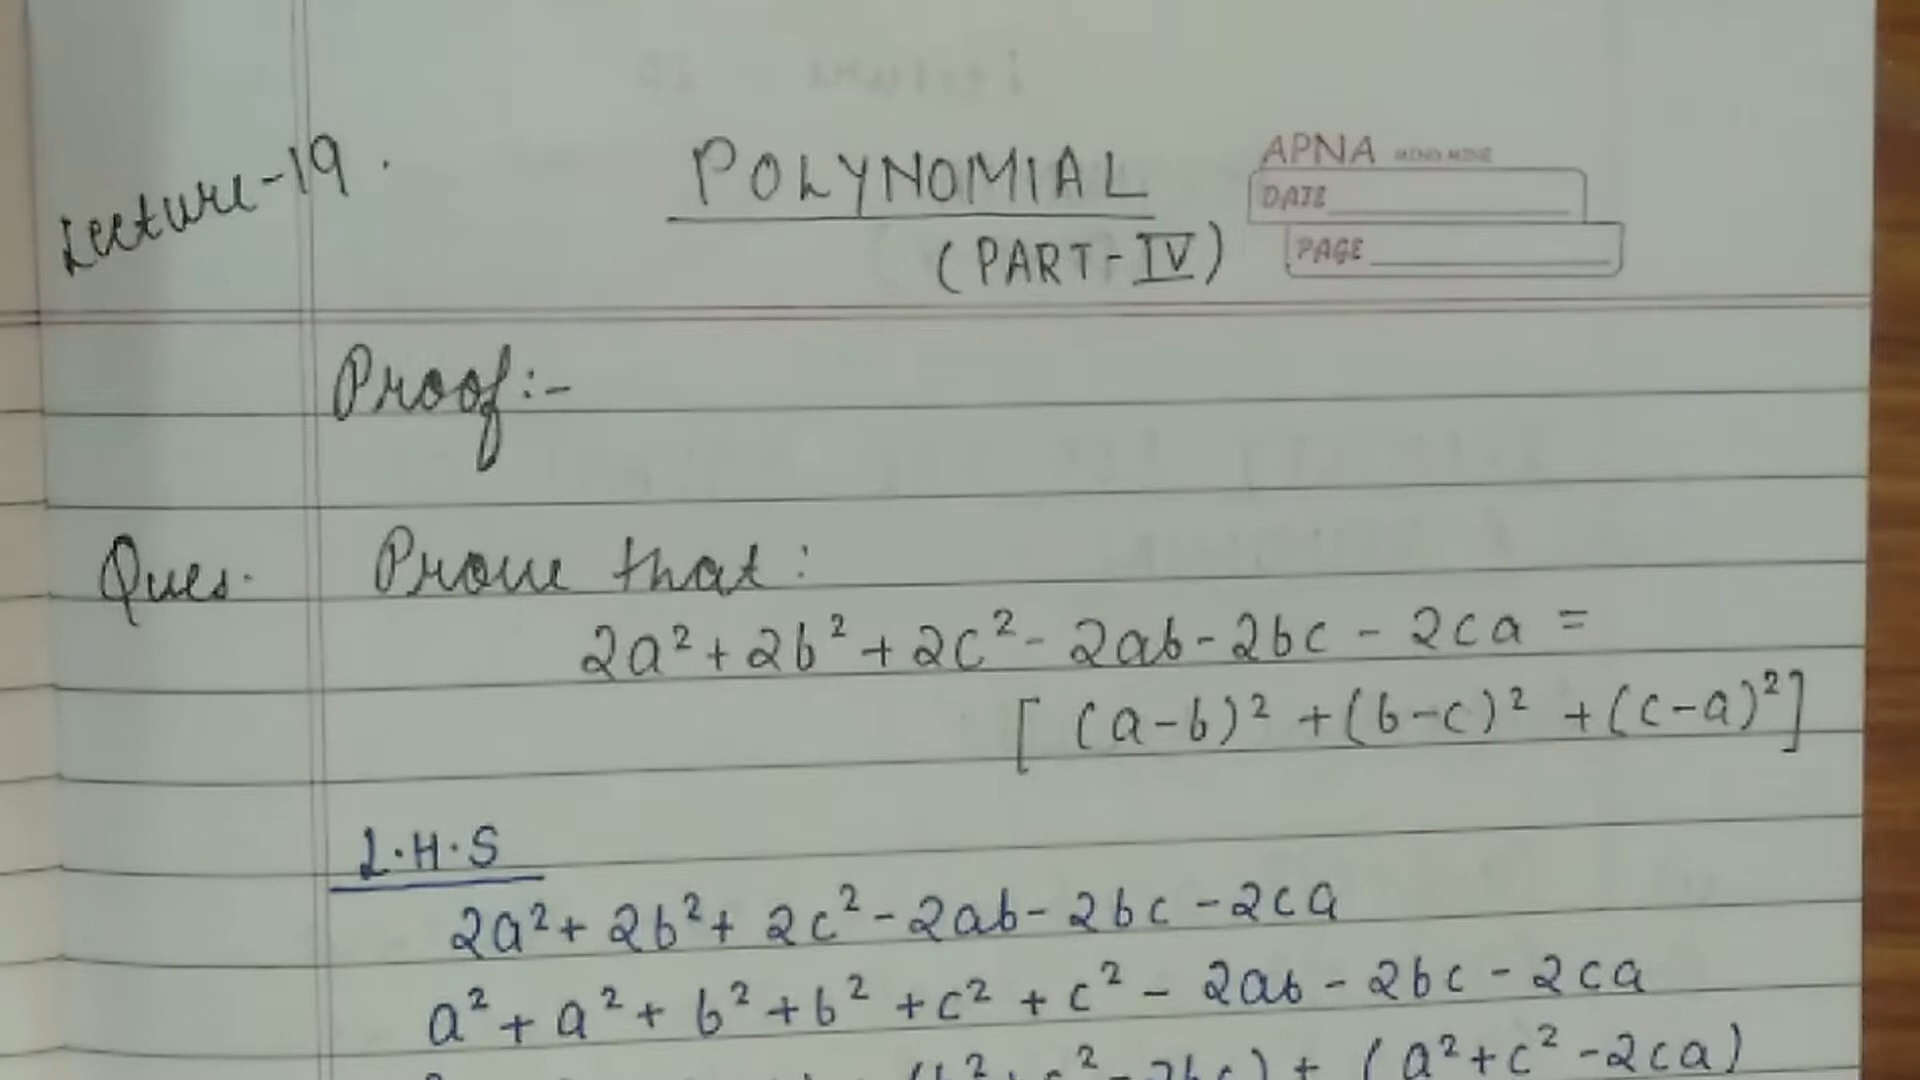 Lecture-19.
POLYNOMIAL
(PART-IV)
APNA
DATE
PAGE
Proof:-
Ques. Prove that:
2a² + 2b² + 2c² - 2ab - 2bc - 2ca =
[ (a-b)² + (b-c)² + (c-a)² ]
L.H.S
2a² + 2b² + 2c² - 2ab - 2bc - 2ca
a² + a² + b² + b² + c² + c² - 2ab - 2bc - 2ca
- 2bc) + (a² + c² - 2ca)